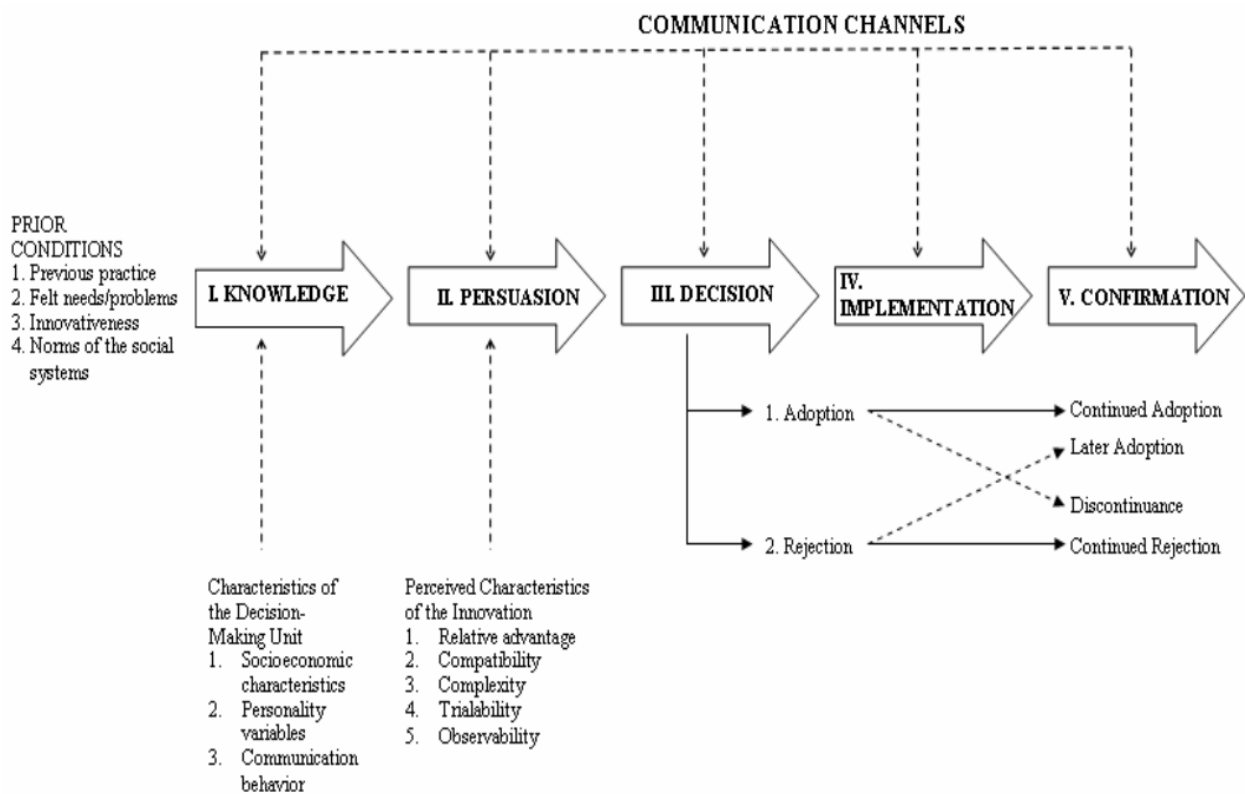 COMMUNICATION CHANNELS
PRIOR
CONDITIONS
1. Previous practice
2. Felt needs/problems
3. Innovativeness
4. Norms of the social
systems
I. KNOWLEDGE
II. PERSUASION
III. DECISION
IV.
IMPLEMENTATION
V. CONFIRMATION
1. Adoption
2. Rejection
Continued Adoption
Later Adoption
Discontinuance
Continued Rejection
Characteristics of
the Decision-
Making Unit
1. Socioeconomic
characteristics
2. Personality
variables
3. Communication
behavior
Perceived Characteristics
of the Innovation
1. Relative advantage
2. Compatibility
3. Complexity
4. Trialability
5. Observability